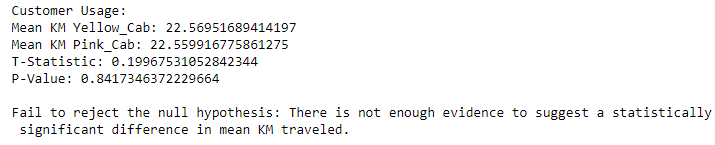 Customer Usage:
Mean KM Yellow_Cab: 22.56951689414197
Mean KM Pink_Cab: 22.559916775861275
T-Statistic: 0.19967531052842344
P-Value: 0.8417346372229664

Fail to reject the null hypothesis: There is not enough evidence to suggest a statistically
significant difference in mean KM traveled.